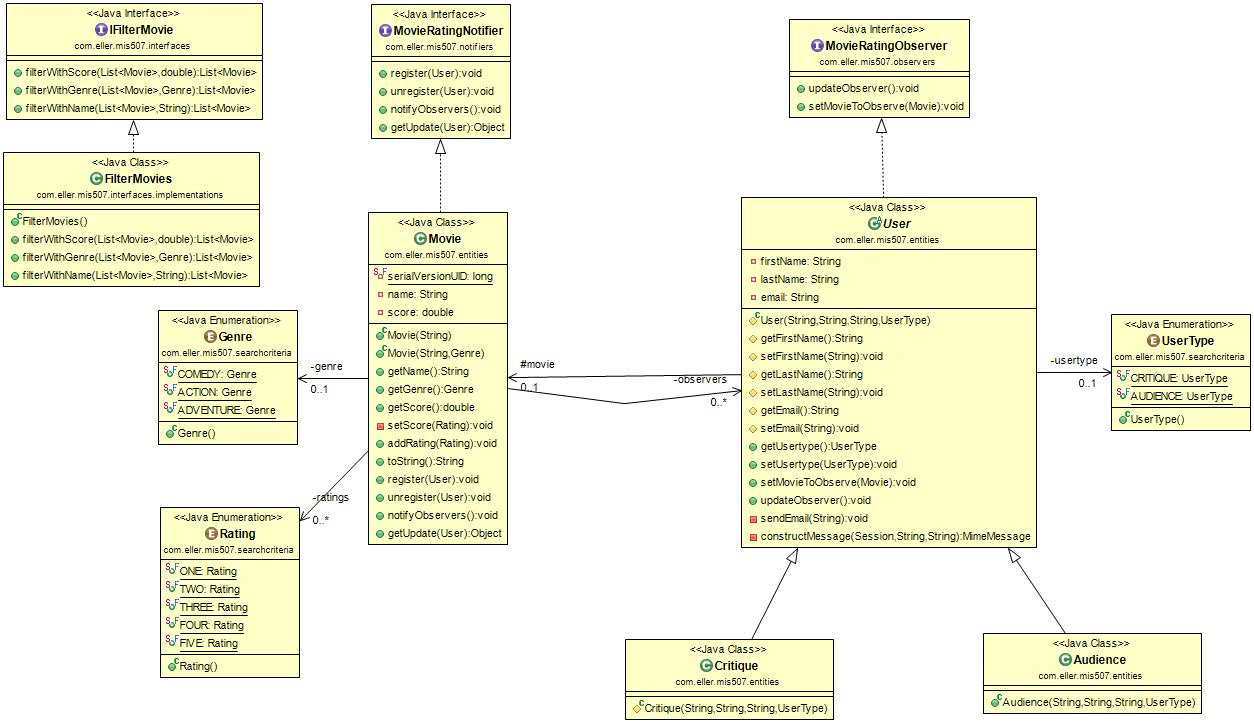 <<Java Interface>>
IFilterMovie
com.eller.mis507.interfaces
filterWithScore(List<Movie>,double):List<Movie>
filterWithGenre(List<Movie>,Genre):List<Movie>
filterWithName(List<Movie>,String):List<Movie>
<<Java Interface>>
MovieRatingNotifier
com.eller.mis507.notifiers
register(User):void
unregister(User):void
notifyObservers():void
getUpdate(User):Object
<<Java Interface>>
MovieRatingObserver
com.eller.mis507.observers
updateObserver():void
setMovieToObserve(Movie):void
<<Java Class>>
FilterMovies
com.eller.mis507.interfaces.implementations
FilterMovies()
filterWithScore(List<Movie>,double):List<Movie>
filterWithGenre(List<Movie>,Genre):List<Movie>
filterWithName(List<Movie>,String):List<Movie>
<<Java Class>>
Movie
com.eller.mis507.entities
serialVersionUID: long
name: String
score: double
Movie(String)
Movie(String,Genre)
getName():String
getGenre():Genre
getScore():double
setScore(Rating):void
addRating(Rating):void
toString():String
register(User):void
unregister(User):void
notifyObservers():void
getUpdate(User):Object
<<Java Class>>
User
com.eller.mis507.entities
firstName: String
lastName: String
email: String
User(String,String,String,UserType)
getFirstName():String
setFirstName(String):void
getLastName():String
setLastName(String):void
getEmail():String
setEmail(String):void
getUsertype():UserType
setUsertype(UserType):void
setMovieToObserve(Movie):void
updateObserver():void
sendEmail(String):void
constructMessage(Session,String,String):MimeMessage
<<Java Enumeration>>
Genre
com.eller.mis507.searchcriteria
COMEDY: Genre
ACTION: Genre
ADVENTURE: Genre
Genre()
-genre
0..1
#movie
0..1
-observers
0..*
-usertype
0..1
<<Java Enumeration>>
UserType
com.eller.mis507.searchcriteria
CRITIQUE: UserType
AUDIENCE: UserType
UserType()
-ratings
0..*
<<Java Enumeration>>
Rating
com.eller.mis507.searchcriteria
ONE: Rating
TWO: Rating
THREE: Rating
FOUR: Rating
FIVE: Rating
Rating()
<<Java Class>>
Critique
com.eller.mis507.entities
Critique(String,String,String,UserType)
<<Java Class>>
Audience
com.eller.mis507.entities
Audience(String,String,String,UserType)